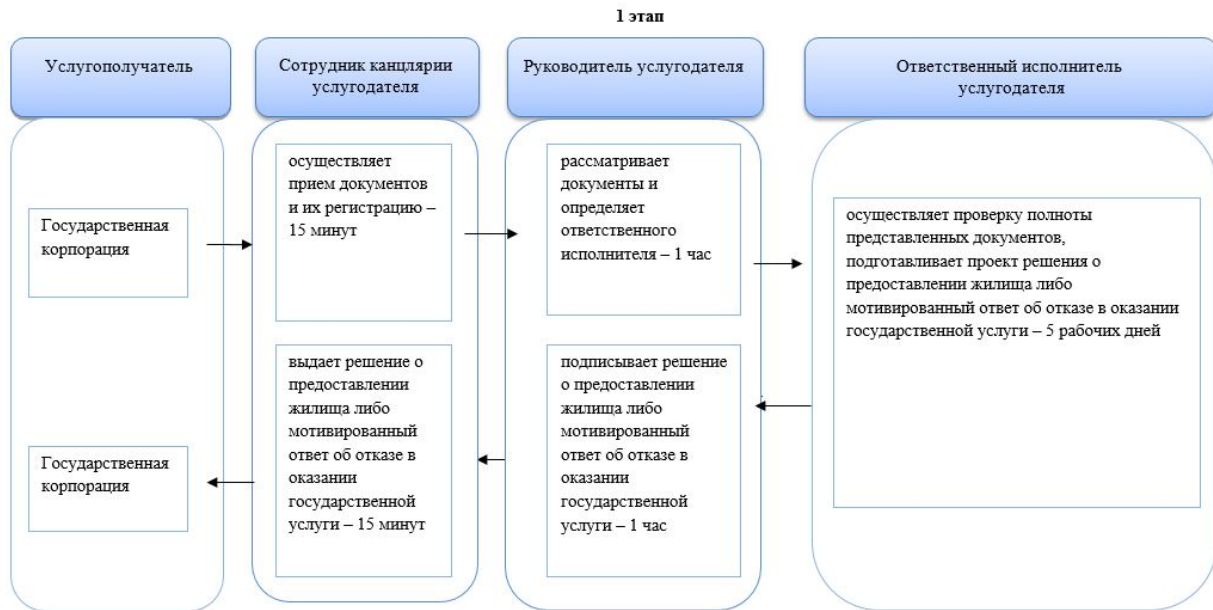 1 этап
Услугополучатель
Сотрудник канцлярии
услугодателя
Руководитель услугодателя
Ответственный исполнитель
услугодателя
Государственная
корпорация
осуществляет
прием документов
и их регистрацию –
15 минут
рассматривает
документы и
определяет
ответственного
исполнителя – 1 час
осуществляет проверку полноты
представленных документов,
подготавливает проект решения о
предоставлении жилища либо
мотивированный ответ об отказе в оказании
государственной услуги – 5 рабочих дней
Государственная
корпорация
выдает решение о
предоставлении
жилища либо
мотивированный
ответ об отказе в
оказании
государственной
услуги – 15 минут
подписывает решение
о предоставлении
жилища либо
мотивированный
ответ об отказе в
оказании
государственной
услуги – 1 час